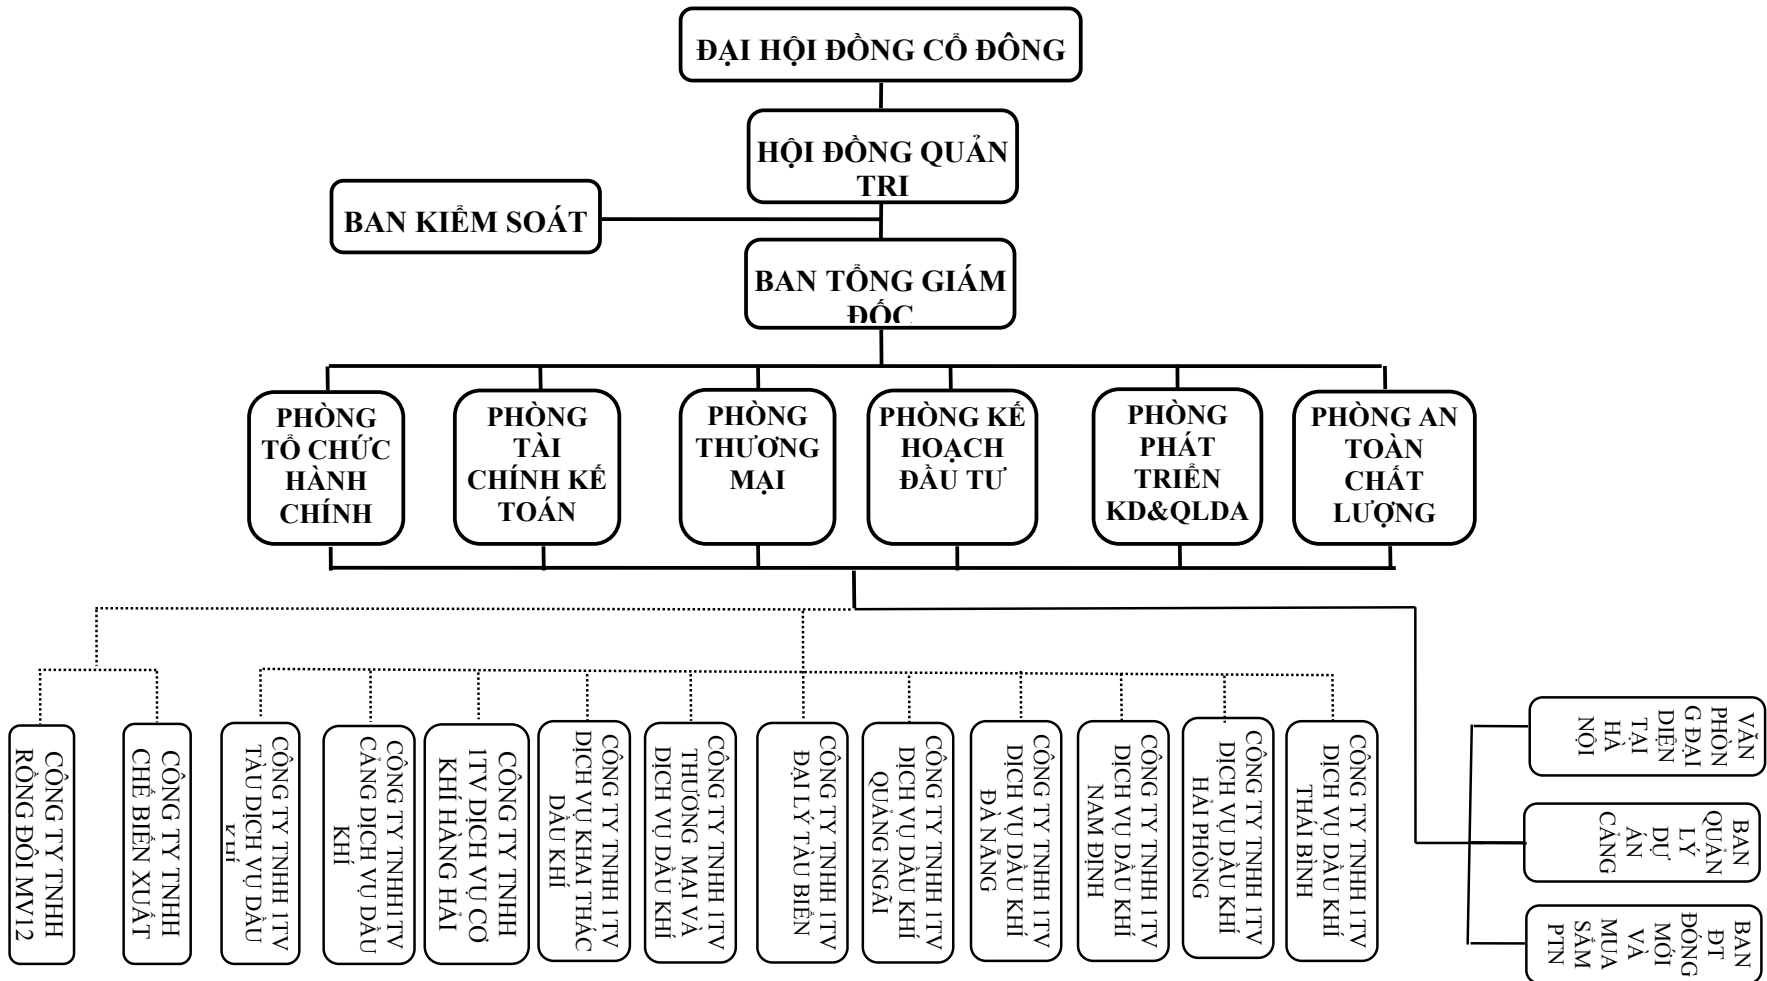 ĐẠI HỘI ĐỒNG CỔ ĐÔNG
HỘI ĐỒNG QUẢN
TRI
BAN KIỂM SOÁT
BAN TỔNG GIÁM
ĐỐC
PHÒNG
TỔ CHỨC
HÀNH
CHÍNH
PHÒNG
TÀI
CHÍNH KẾ
TOÁN
PHÒNG
THƯƠNG
MẠI
PHÒNG KẾ
HOẠCH
ĐẦU TƯ
PHÒNG
PHÁT
TRIỂN
KD&QLDA
PHÒNG AN
TOÀN
CHẤT
LƯỢNG
CÔNG TY TNHH
RỒNG ĐÔI MV12
CÔNG TY TNHH
CHẾ BIẾN XUẤT
CÔNG TY TNHH 1TV
TÀU DỊCH VỤ DẦU
KHÍ
CÔNG TY TNHH1TV
CẢNG DỊCH VỤ DẦU
KHÍ
CÔNG TY TNHH
1TV DỊCH VỤ CƠ
KHÍ HÀNG HẢI
CÔNG TY TNHH 1TV
DỊCH VỤ KHAI THÁC
DẦU KHÍ
CÔNG TY TNHH 1TV
THƯƠNG MẠI VÀ
DỊCH VỤ DẦU KHÍ
CÔNG TY TNHH 1TV
ĐẠI LÝ TÀU BIỂN
CÔNG TY TNHH 1TV
DỊCH VỤ DẦU KHÍ
QUẢNG NGÃI
CÔNG TY TNHH 1TV
DỊCH VỤ DẦU KHÍ
ĐÀ NẴNG
CÔNG TY TNHH 1TV
DỊCH VỤ DẦU KHÍ
NAM ĐỊNH
CÔNG TY TNHH 1TV
DỊCH VỤ DẦU KHÍ
HẢI PHÒNG
CÔNG TY TNHH 1TV
DỊCH VỤ DẦU KHÍ
THÁI BÌNH
VĂN
PHÒN
G ĐẠI
DIỆN
TẠI
HÀ
NỘI
BAN
QUẢN
LÝ
DỰ
ÁN
CẢNG
BAN
ĐT
ĐÓNG
MỚI
VÀ
MUA
SẮM
PTN